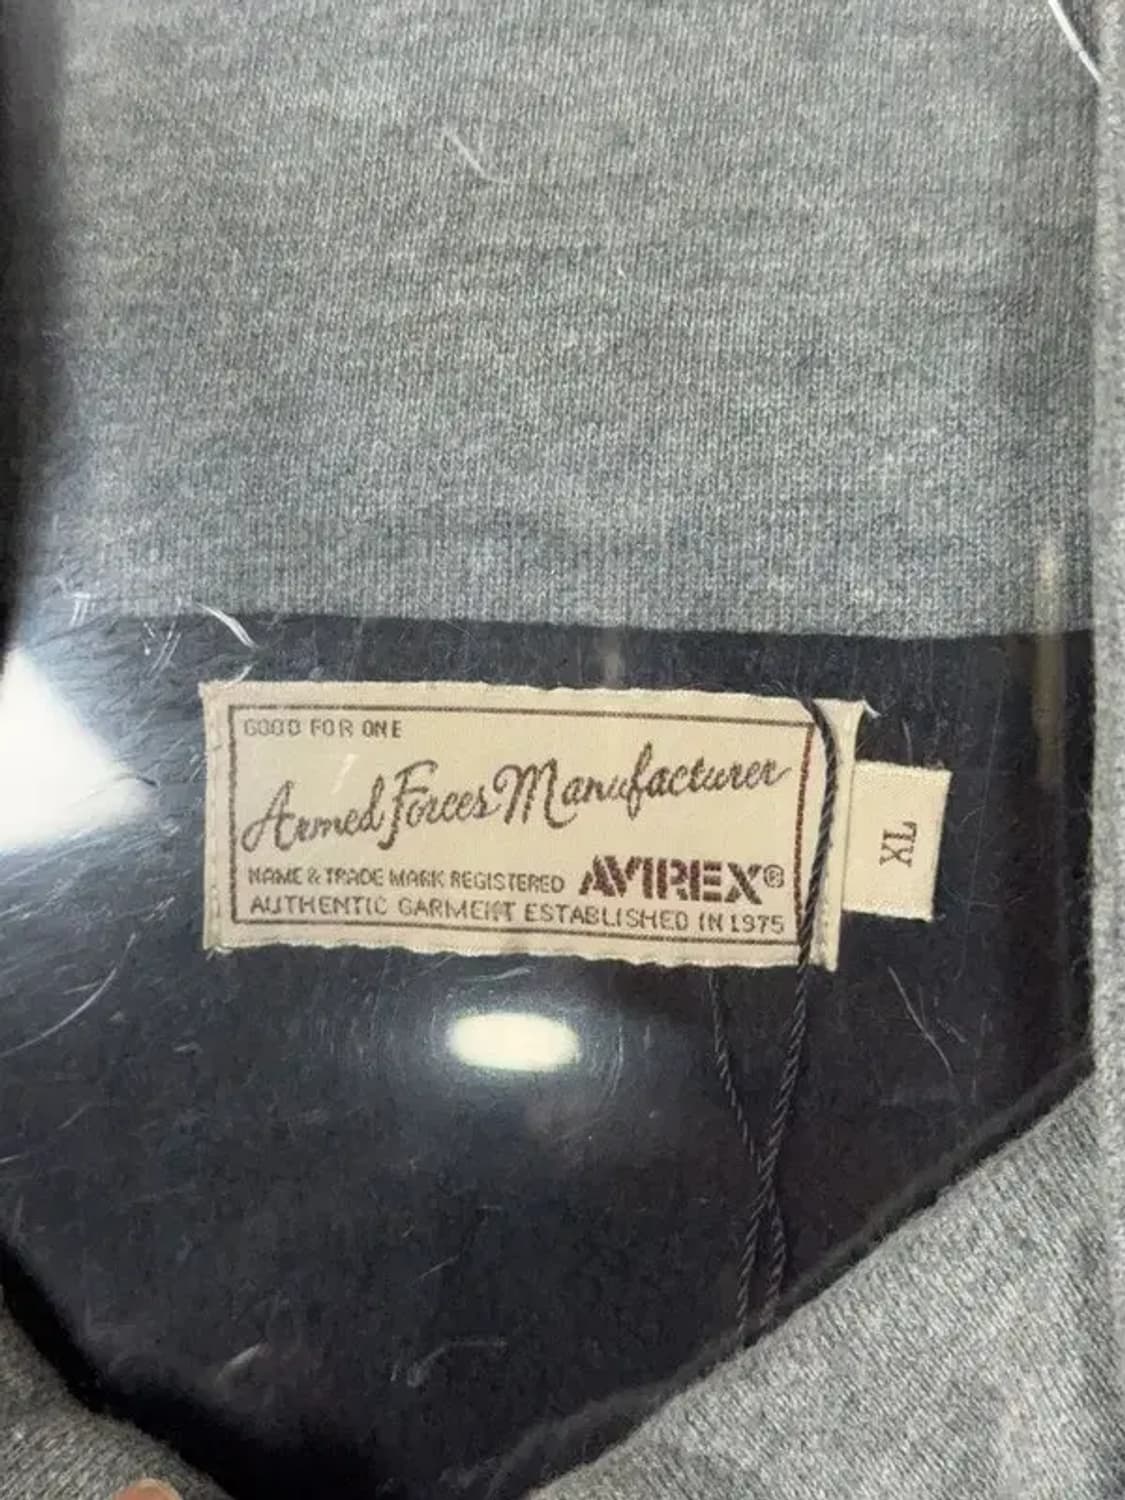 GOOD FOR ONE
Armed Forces Manufacturer
NAME & TRADE MARK REGISTERED AVIREX®
AUTHENTIC GARMENT ESTABLISHED IN 1975
XL